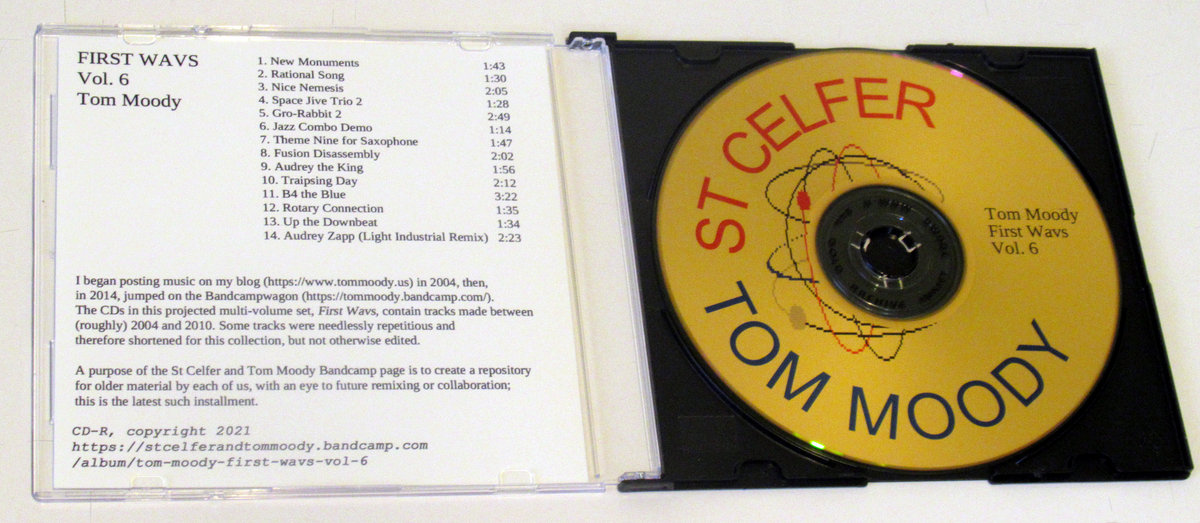 FIRST WAVS
Vol. 6
Tom Moody
1. New Monuments 1:43
2. Rational Song 1:30
3. Nice Nemesis 2:05
4. Space Jive Trio 2 1:28
5. Gro-Rabbit 2 2:49
6. Jazz Combo Demo 1:14
7. Theme Nine for Saxophone 1:47
8. Fusion Disassembly 2:02
9. Audrey the King 1:56
10. Traipsing Day 2:12
11. B4 the Blue 3:22
12. Rotary Connection 1:35
13. Up the Downbeat 1:34
14. Audrey Zapp (Light Industrial Remix) 2:23
I began posting music on my blog (https://www.tommoody.us) in 2004, then,
in 2014, jumped on the Bandcampwagon (https://tommoody.bandcamp.com/).
The CDs in this projected multi-volume set, First Wavs, contain tracks made between
(roughly) 2004 and 2010. Some tracks were needlessly repetitious and
therefore shortened for this collection, but not otherwise edited.
A purpose of the St Celfer and Tom Moody Bandcamp page is to create a repository
for older material by each of us, with an eye to future remixing or collaboration;
this is the latest such installment.
CD-R, copyright 2021
https://stcelferandtommoody.bandcamp.com
/album/tom-moody-first-wavs-vol-6
ST CELFER
TOM MOODY
Tom Moody
First Wavs
Vol. 6